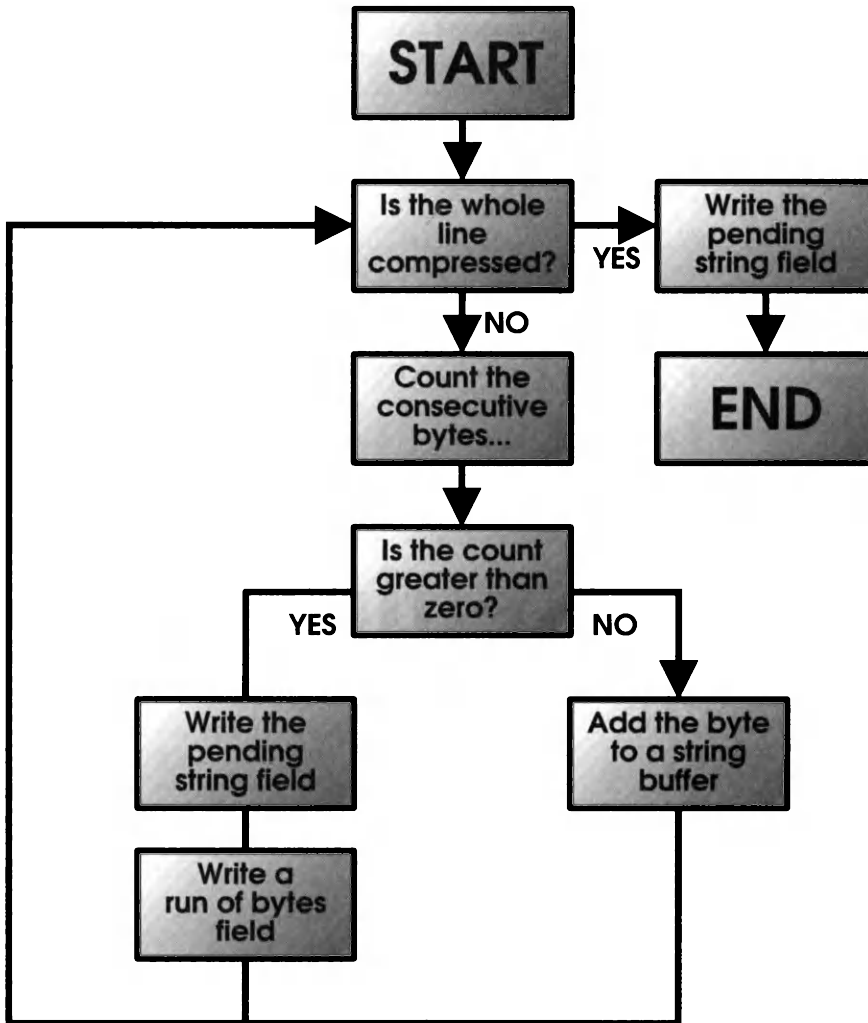 START
Is the whole
line
compressed?
YES
Write the
pending
string field
NO
Count the
consecutive
bytes...
END
Is the count
greater than
zero?
YES
NO
Write the
pending
string field
Add the byte
to a string
buffer
Write a
run of bytes
field